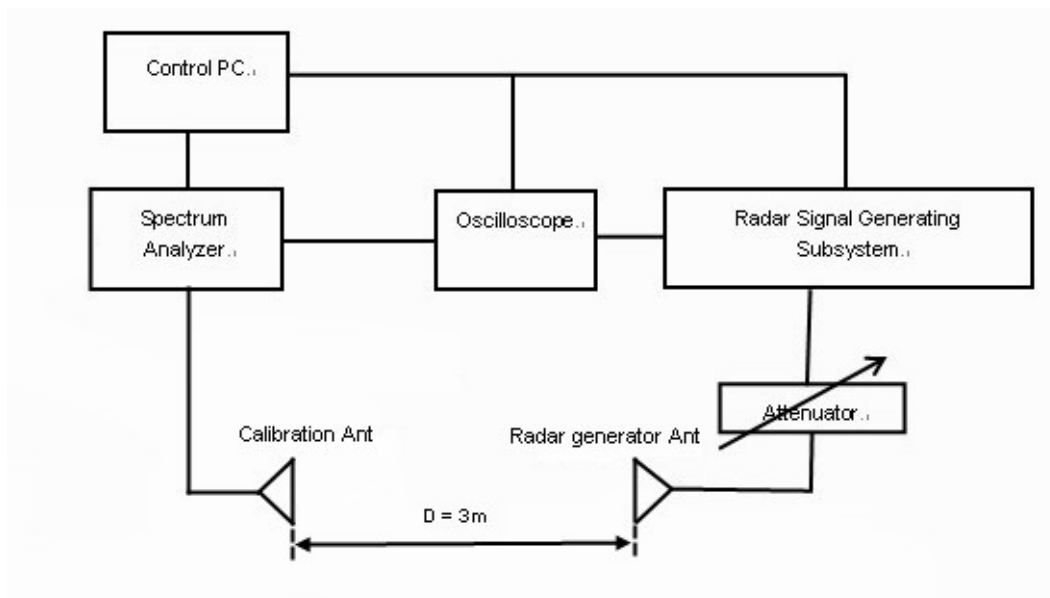 Control PC
Spectrum
Analyzer
Oscilloscope
Radar Signal Generating
Subsystem
Attenuator
Calibration Ant
Radar generator Ant
D = 3m